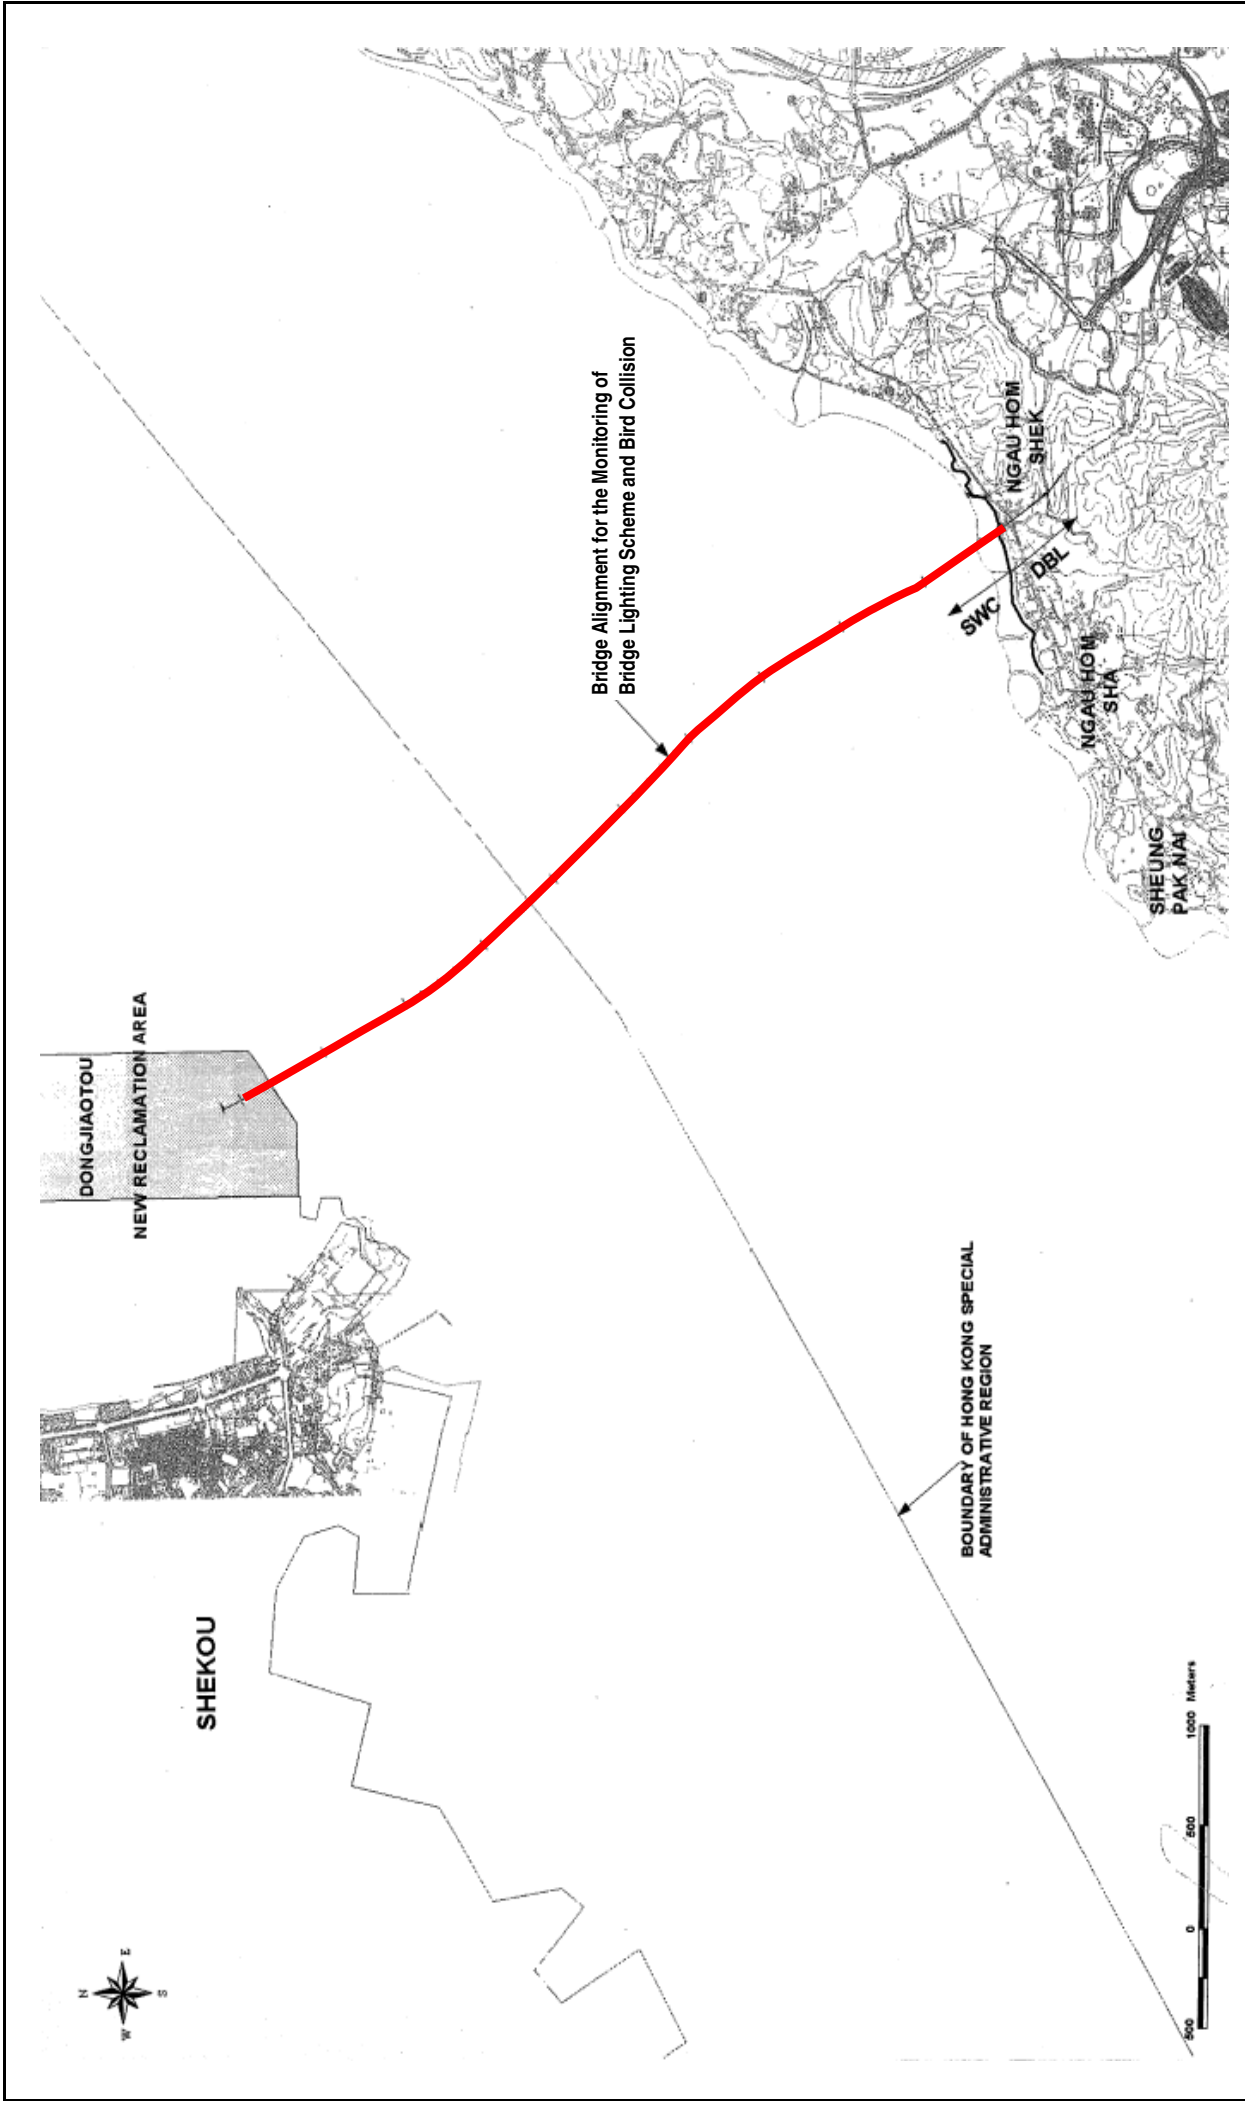 DONGJIAOTOU
NEW RECLAMATION AREA
SHEKOU
Bridge Alignment for the Monitoring of
Bridge Lighting Scheme and Bird Collision
NGAU HOM
SHEK
SWC
DBL
NGAU HOM
SHA
SHEUNG
PAK NAI
BOUNDARY OF HONG KONG SPECIAL
ADMINISTRATIVE REGION
N
W
E
S
500 0 500 1000 Meters